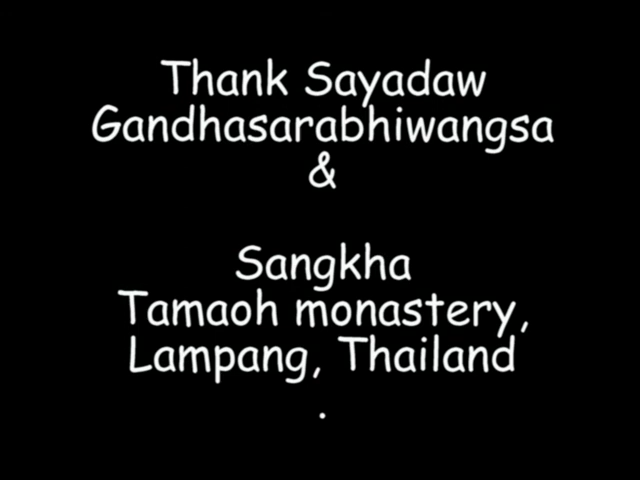 Thank Sayadaw
Gandhasarabhiwangsa
&
Sangkha
Tamaoh monastery,
Lampang, Thailand
.